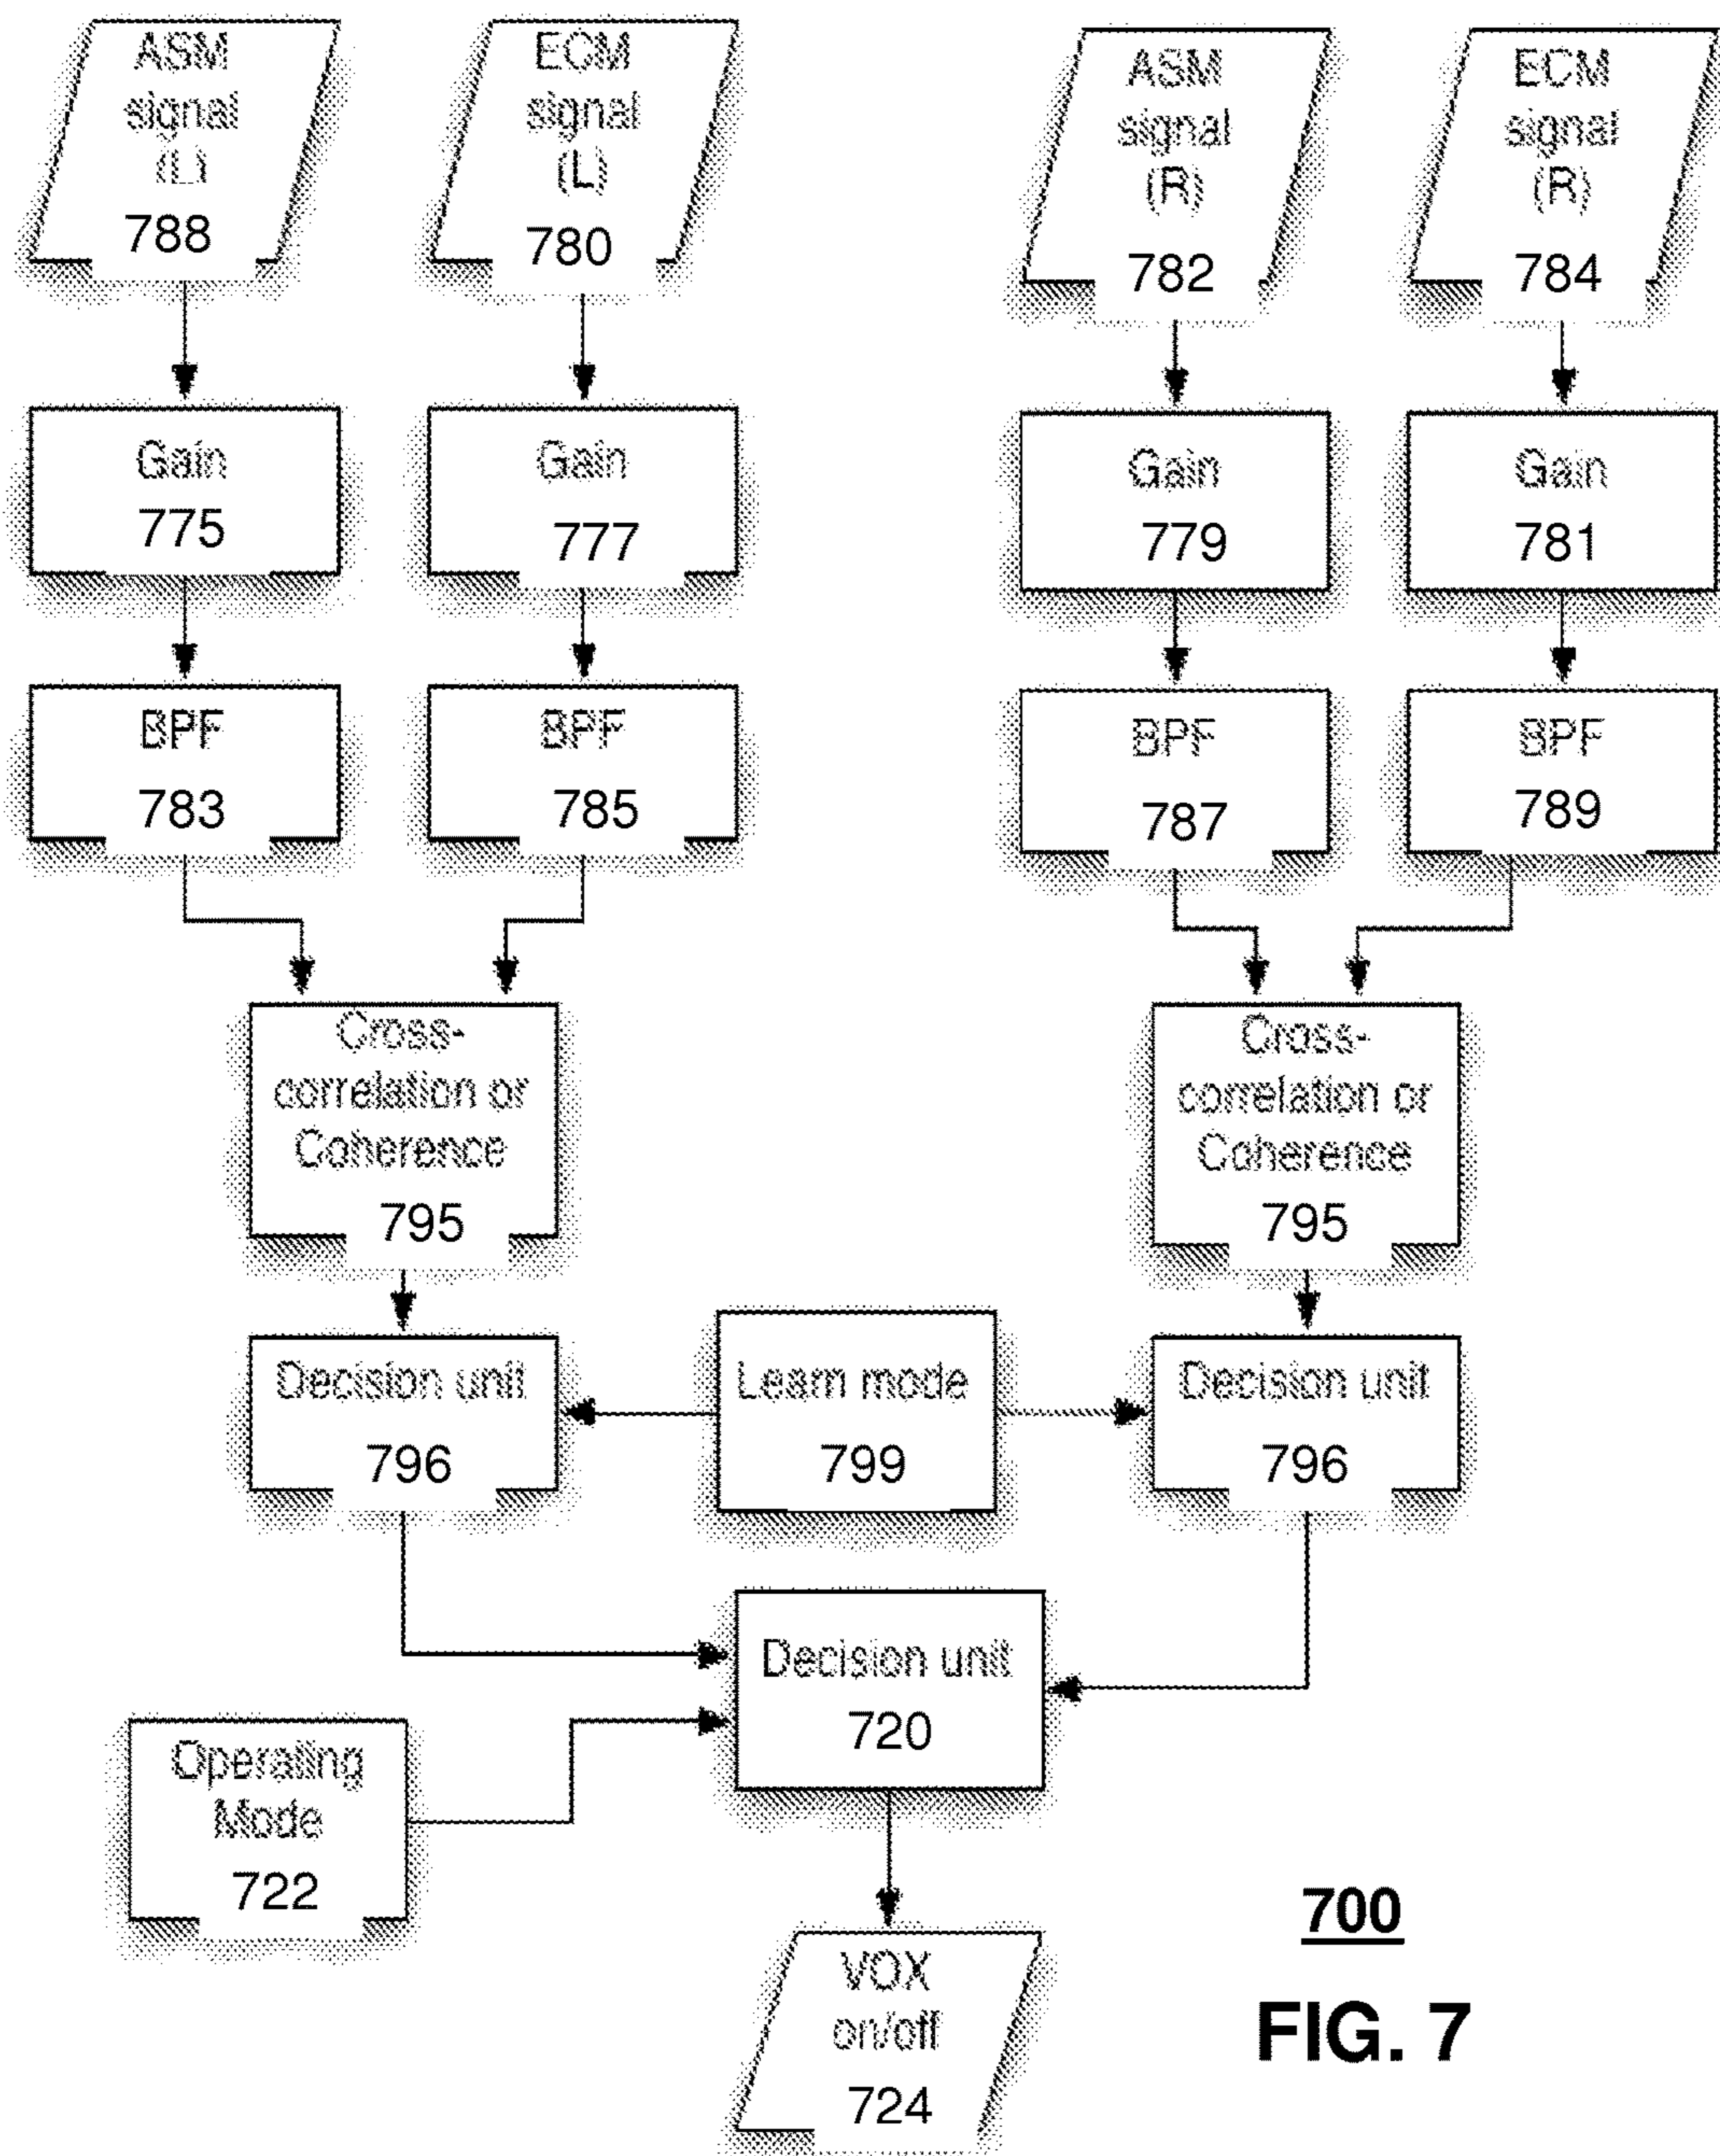 ASM
signal
(L)
788
ECM
signal
(L)
780
ASM
signal
(R)
782
ECM
signal
(R)
784
Gain
775
Gain
777
Gain
779
Gain
781
BPF
783
BPF
785
BPF
787
BPF
789
Cross-
correlation or
Coherence
795
Cross-
correlation or
Coherence
795
Decision unit
796
Learn mode
799
Decision unit
796
Decision unit
720
Operating
Mode
722
VOX
on/off
724
700
FIG. 7